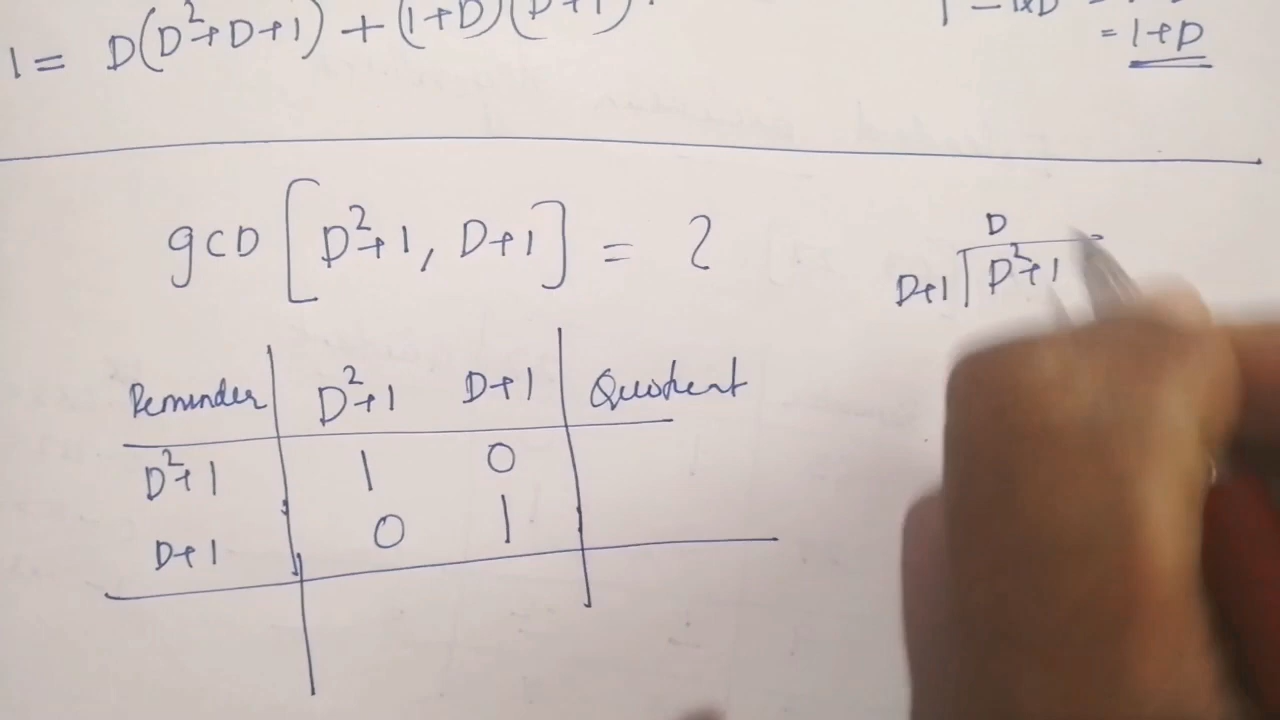 1 = D(D²+D+1) + (1+D)(D+1)
= 1+D
gcD [D²+1, D+1] = ?
D
D+1 D²+1
Reminder D²+1 D+1 Quotient
D²+1 1 0
D+1 0 1